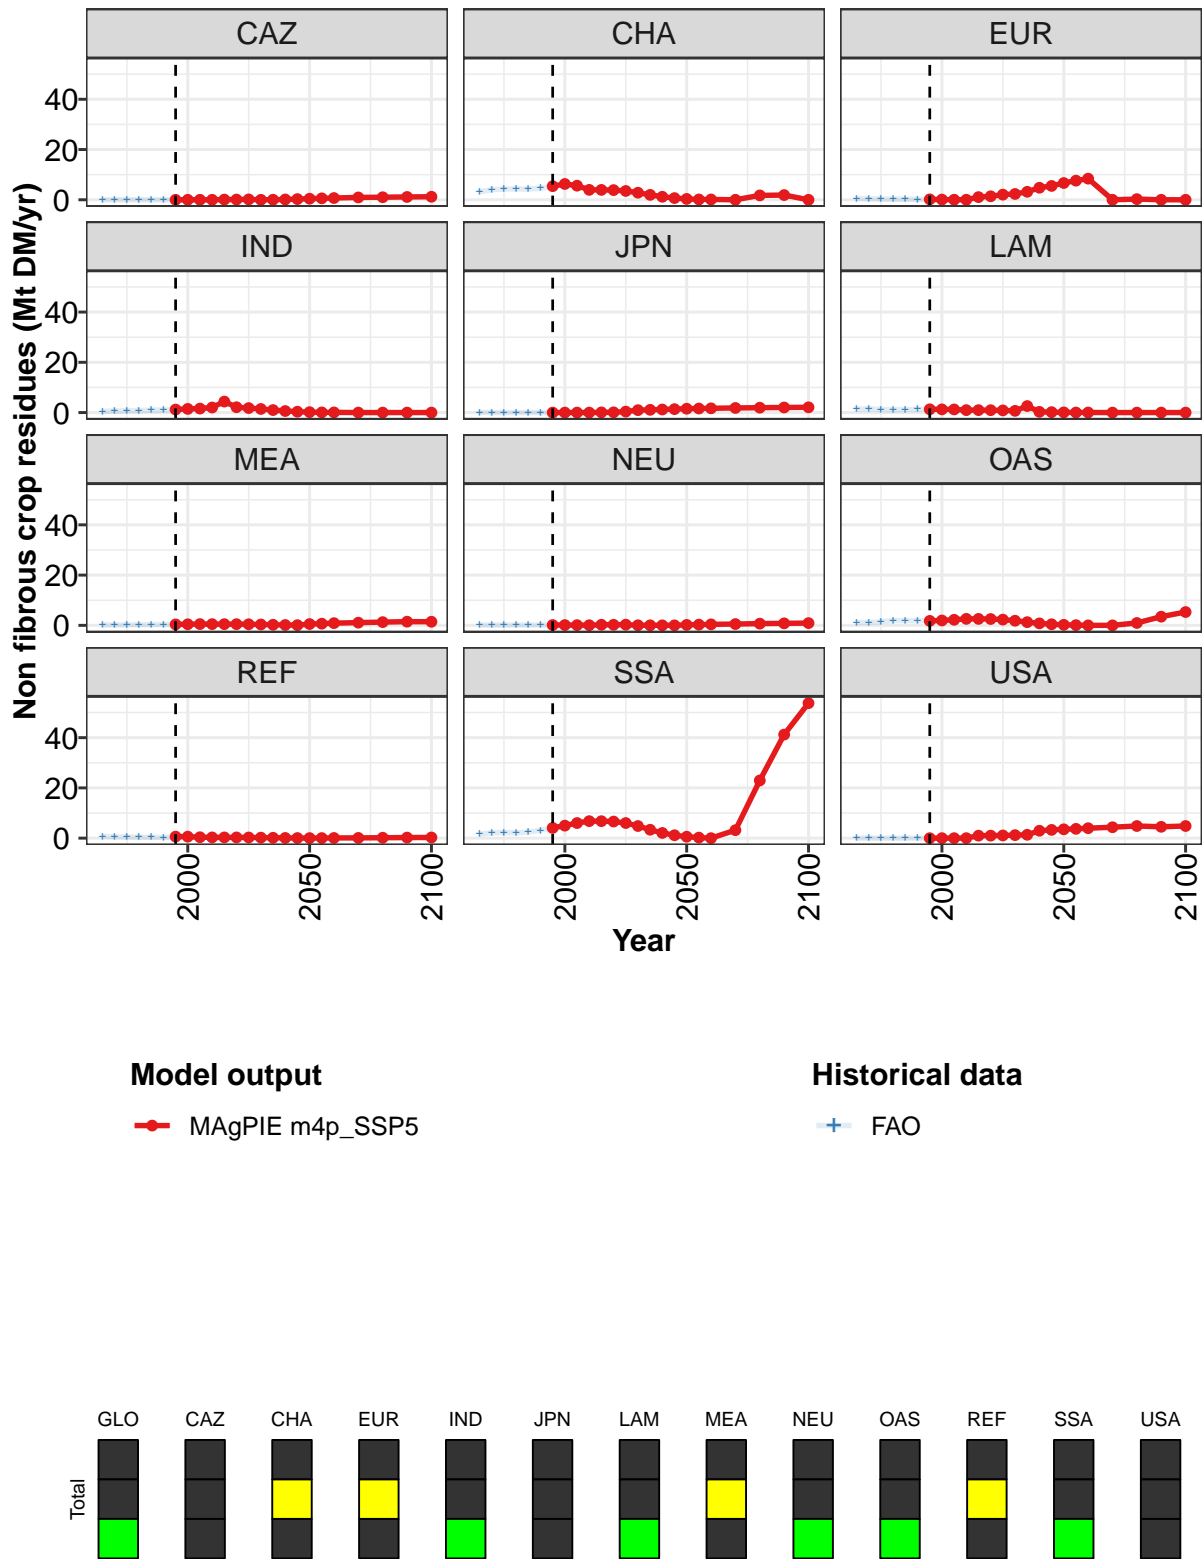 CAZ CHA EUR
40
20
0
IND JPN LAM
40
20
0
MEA NEU OAS
40
20
0
REF SSA USA
40
20
0
2000 2050 2100 2000 2050 2100 2000 2050 2100
Year
Non fibrous crop residues (Mt DM/yr)
Model output
MAgPIE m4p_SSP5
Historical data
FAO
GLO CAZ CHA EUR IND JPN LAM MEA NEU OAS REF SSA USA
Total